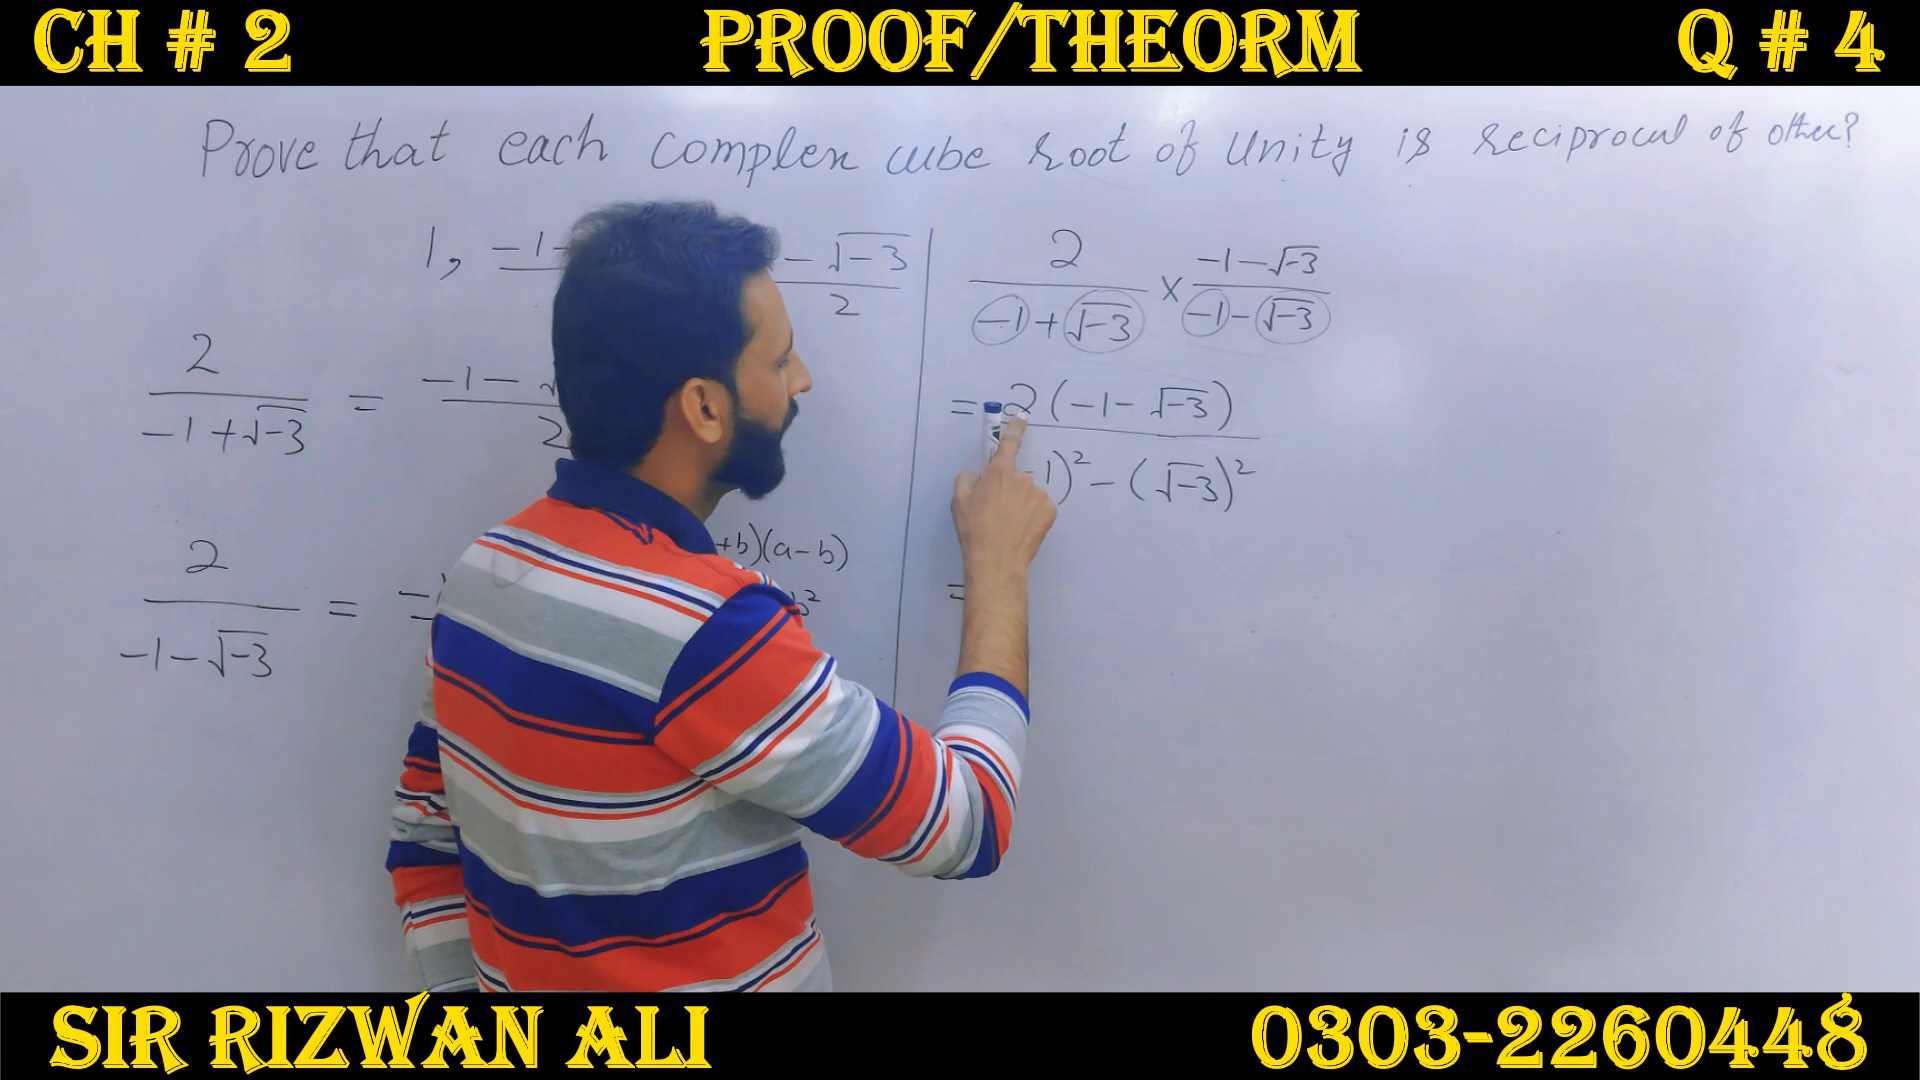 CH # 2 PROOF/THEORM Q # 4
Prove that each complex cube root of Unity is reciprocal of other?
1, -1- - √-3 / 2
2 / -1+√-3 = -1- √ / 2
2 / -1-√-3 = -
+b)(a-b)
b²
2 / -1+√-3 × -1-√-3 / -1-√-3
= 2(-1-√-3) / -1)² - (√-3)²
=
SIR RIZWAN ALI 0303-2260448